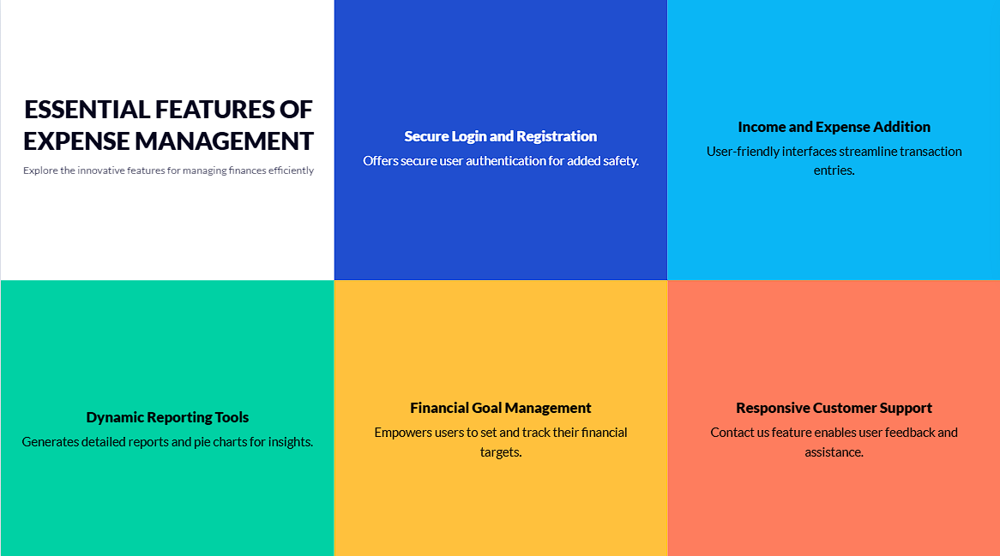 ESSENTIAL FEATURES OF
EXPENSE MANAGEMENT
Explore the innovative features for managing finances efficiently
Secure Login and Registration
Offers secure user authentication for added safety.
Income and Expense Addition
User-friendly interfaces streamline transaction
entries.
Dynamic Reporting Tools
Generates detailed reports and pie charts for insights.
Financial Goal Management
Empowers users to set and track their financial
targets.
Responsive Customer Support
Contact us feature enables user feedback and
assistance.